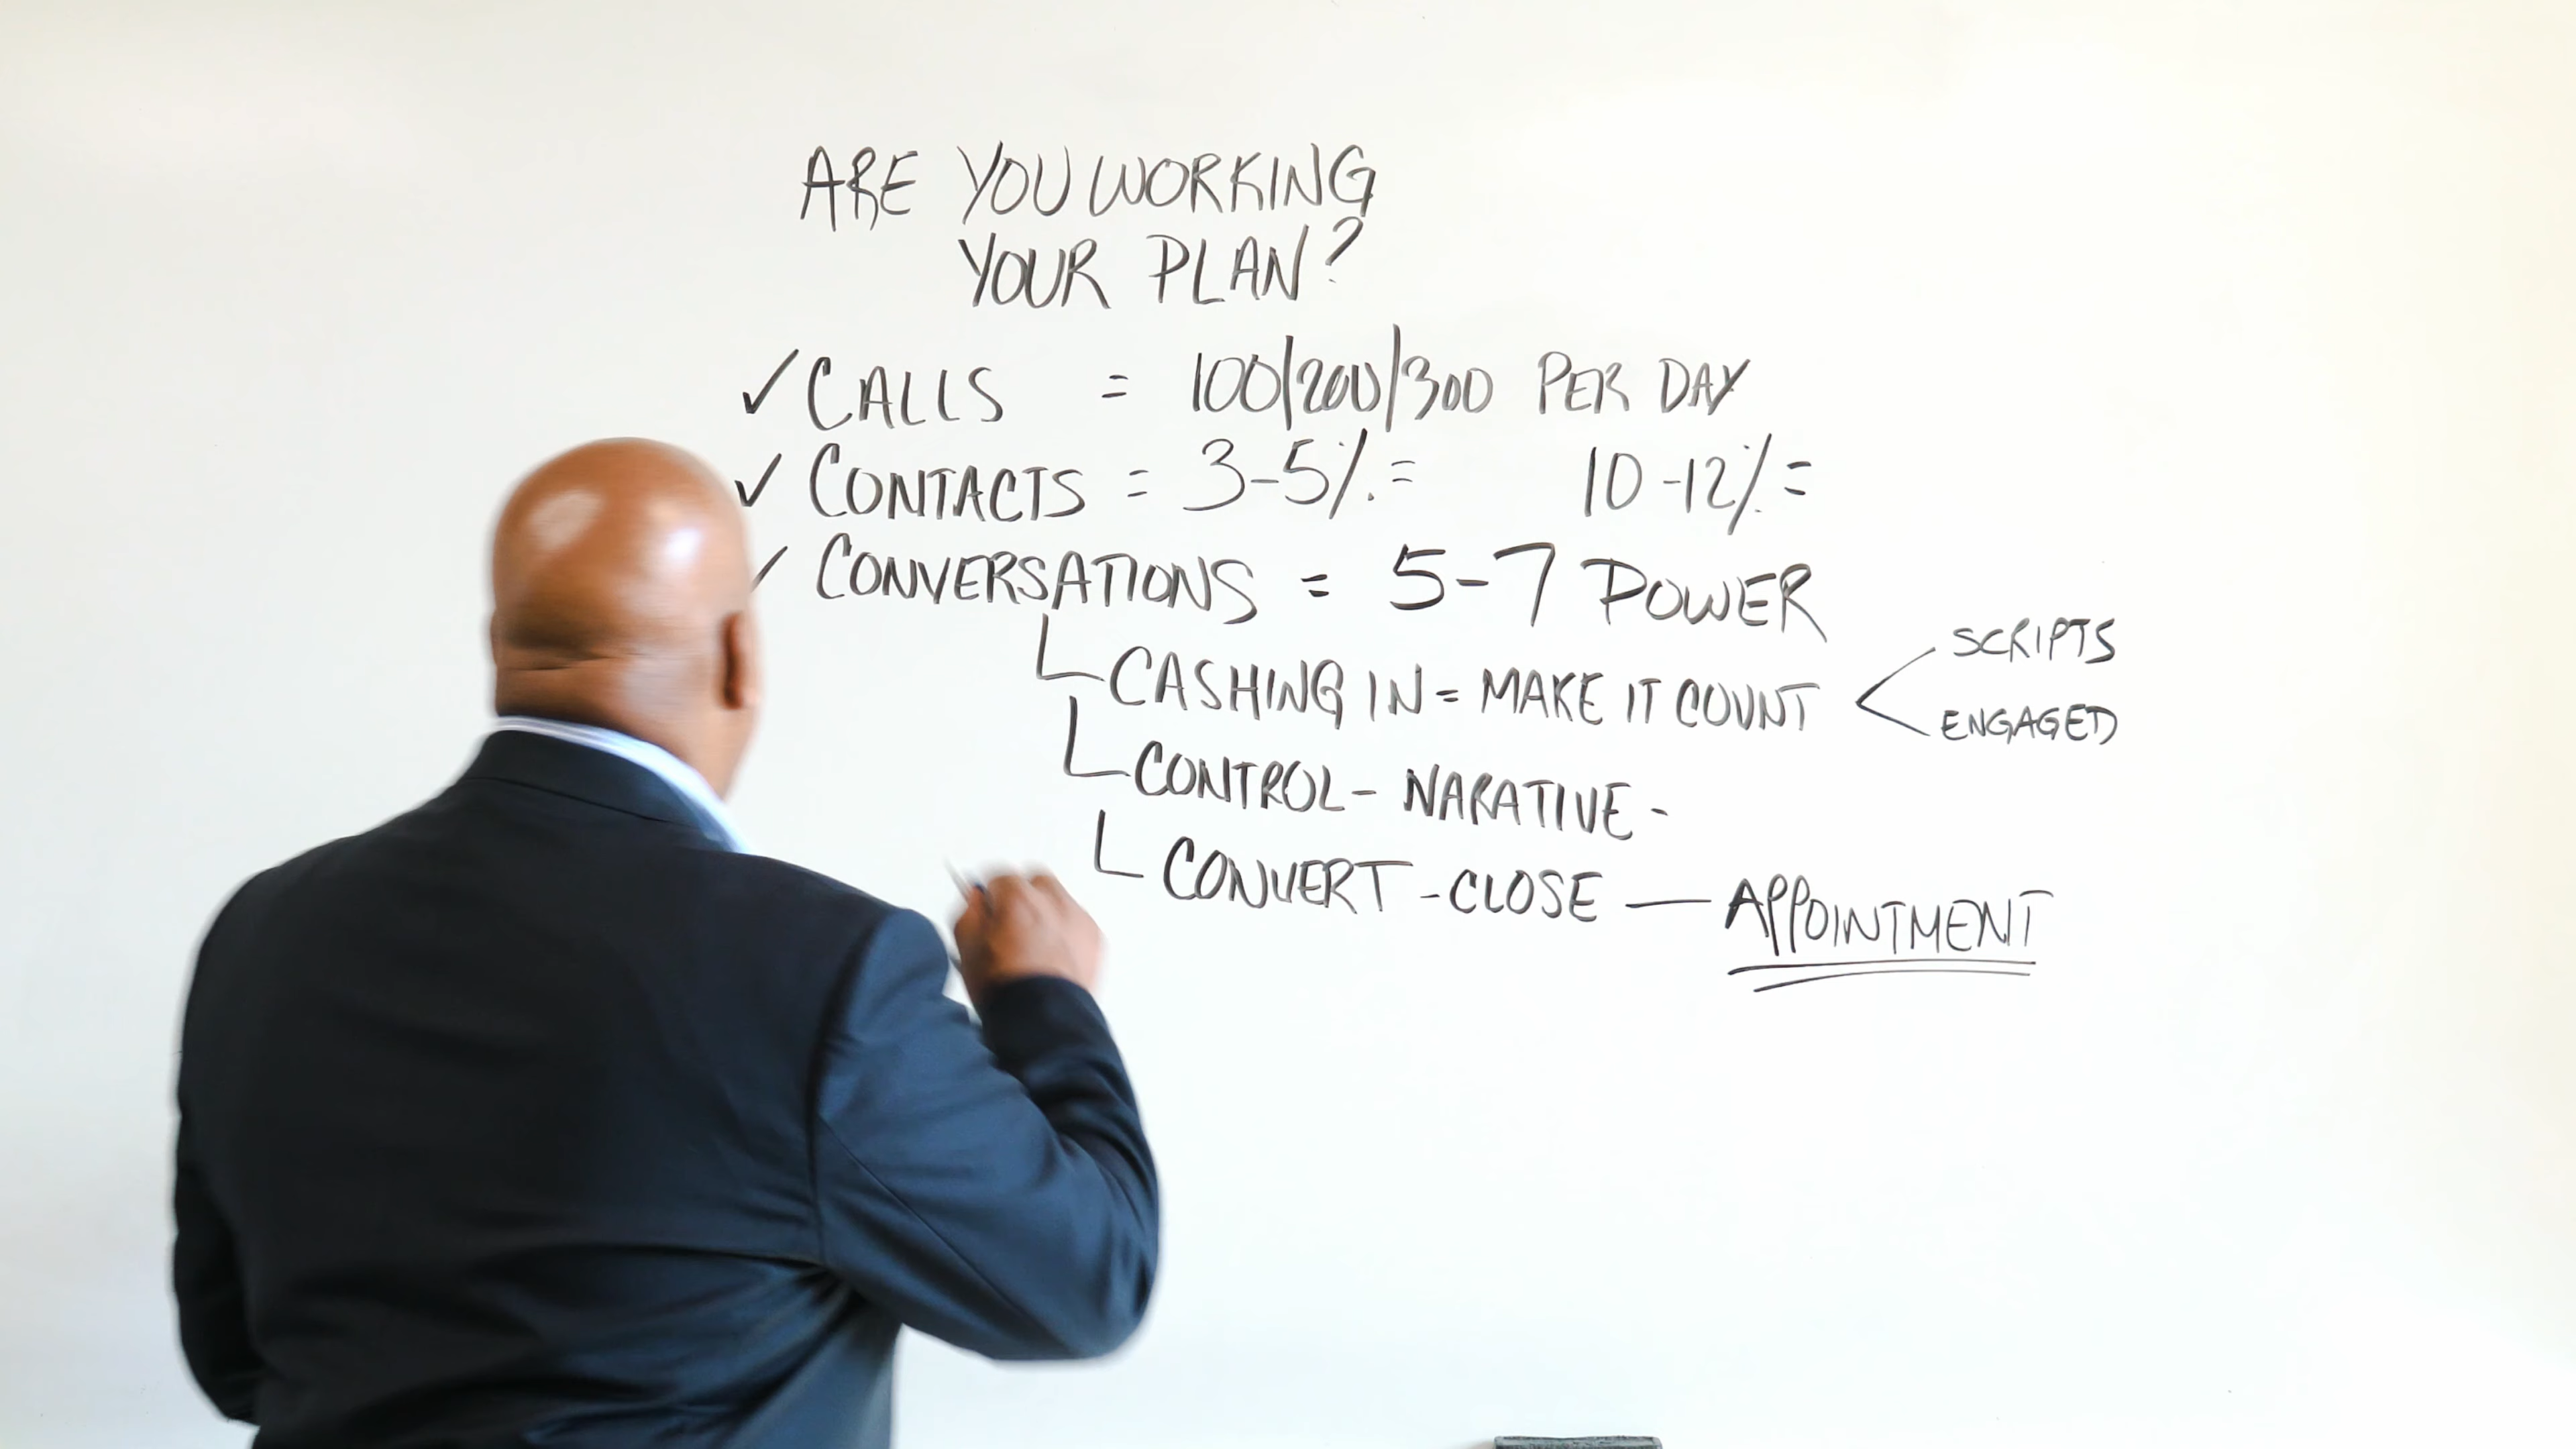 ARE YOU WORKING
YOUR PLAN?
✓ CALLS = 100/200/300 PER DAY
✓ CONTACTS = 3-5% = 10-12% =
✓ CONVERSATIONS = 5-7 POWER
CASHING IN = MAKE IT COUNT
SCRIPTS
ENGAGED
CONTROL - NARATIVE -
CONVERT - CLOSE — APPOINTMENT